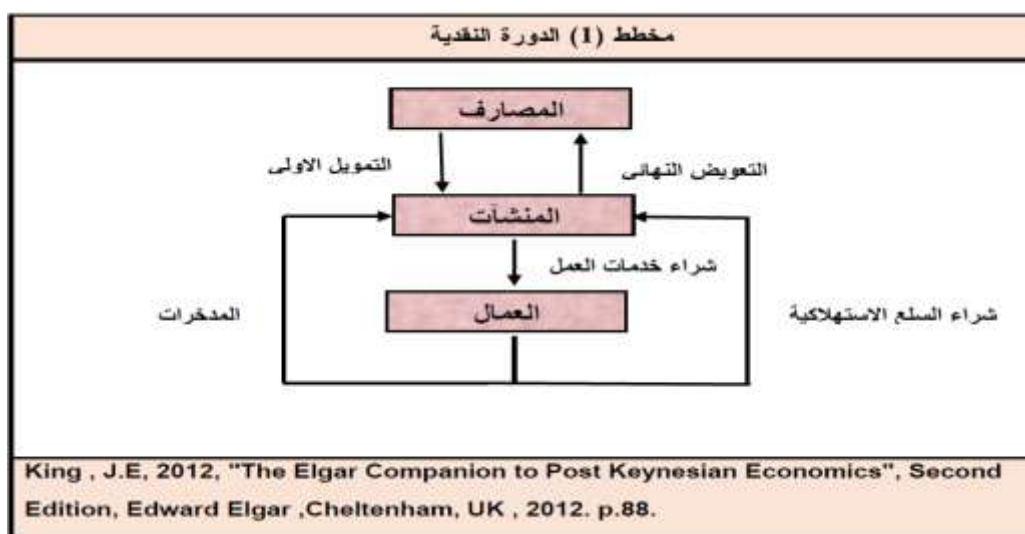 مخطط (1) الدورة النقدية
المصارف
التمويل الاولى
التعويض النهائى
المنشآت
شراء خدمات العمل
العمال
المدخرات
شراء السلع الاستهلاكية
King , J.E, 2012, "The Elgar Companion to Post Keynesian Economics", Second
Edition, Edward Elgar ,Cheltenham, UK , 2012. p.88.